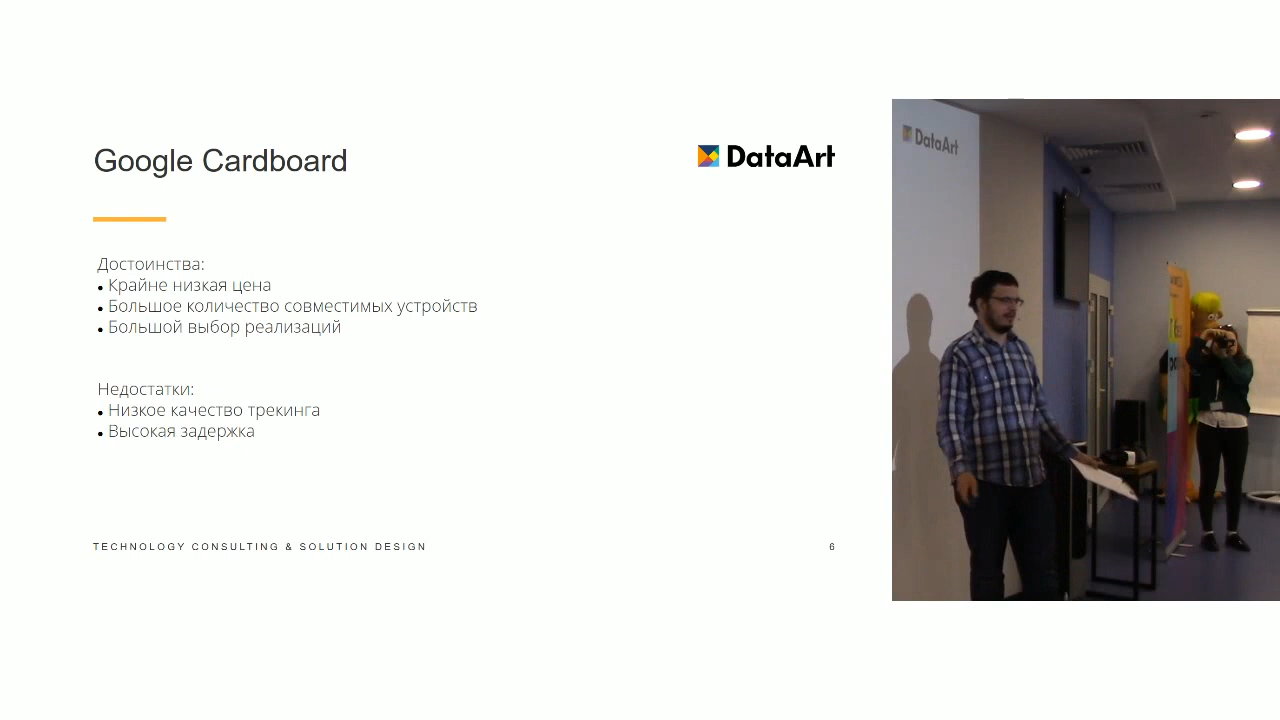 Google Cardboard
DataArt
Достоинства:
• Крайне низкая цена
• Большое количество совместимых устройств
• Большой выбор реализаций
Недостатки:
• Низкое качество трекинга
• Высокая задержка
TECHNOLOGY CONSULTING & SOLUTION DESIGN
6
DataArt